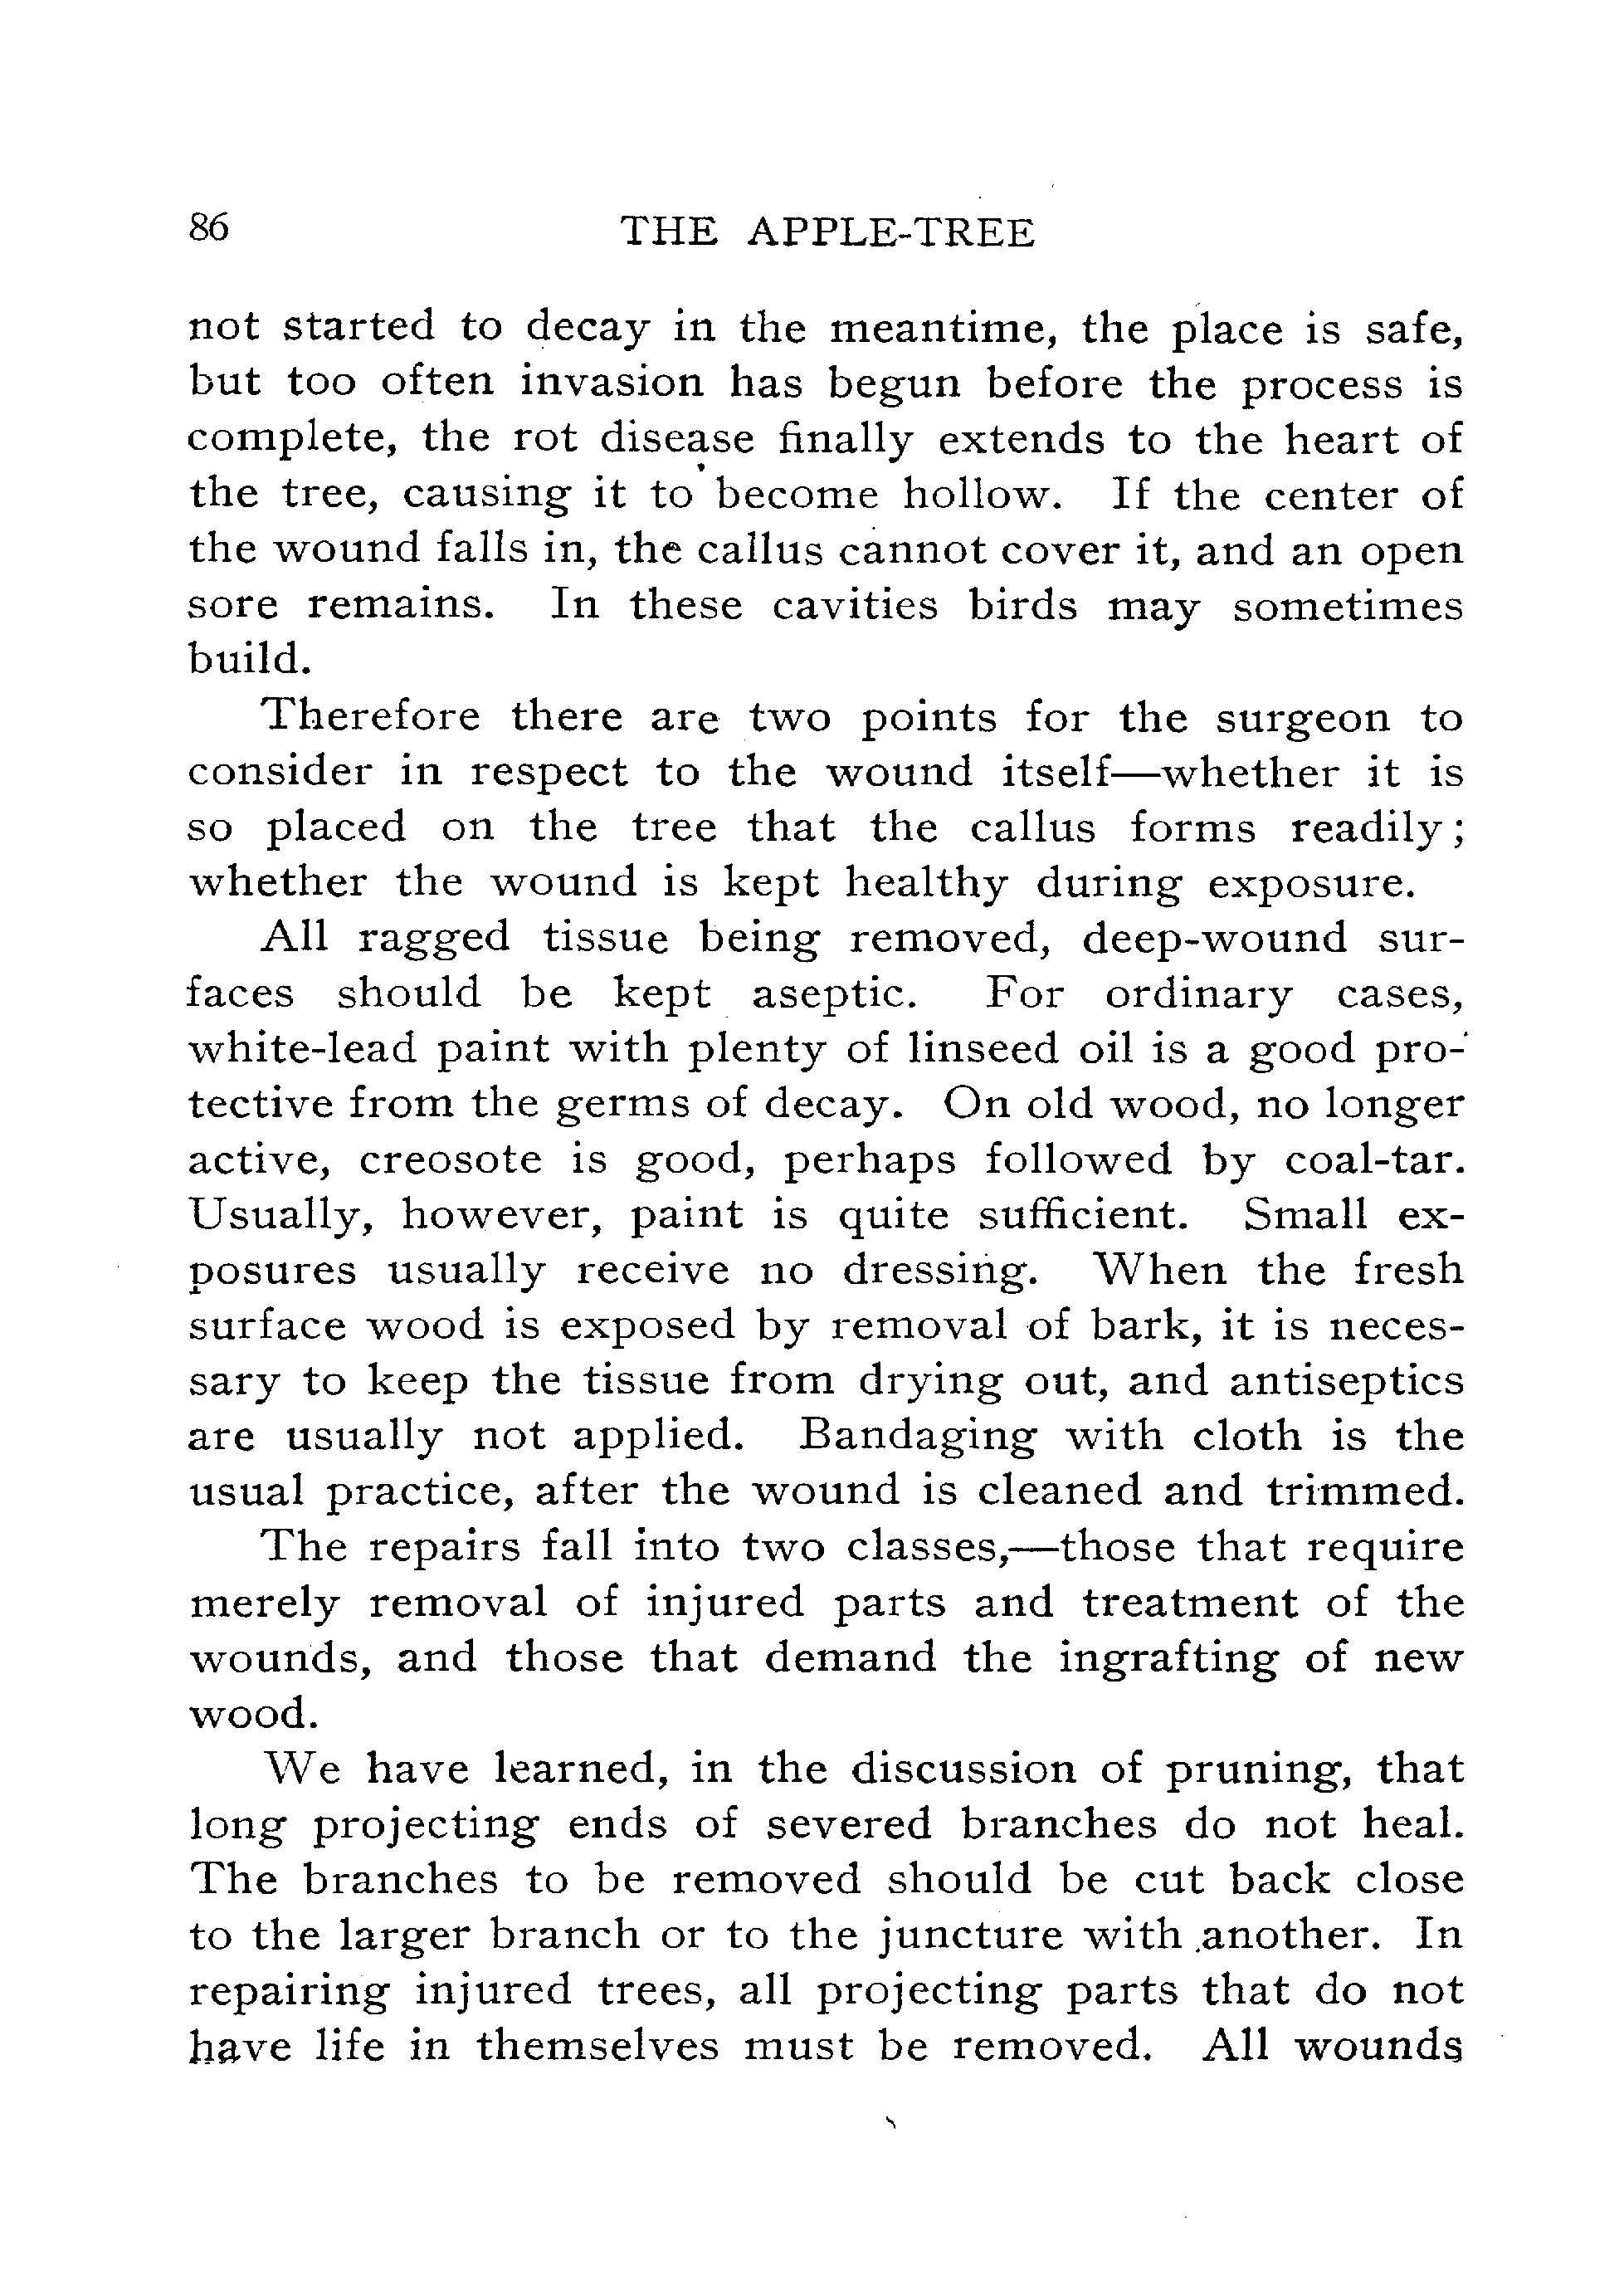 86 THE APPLE-TREE
not started to decay in the meantime, the place is safe,
but too often invasion has begun before the process is
complete, the rot disease finally extends to the heart of
the tree, causing it to become hollow. If the center of
the wound falls in, the callus cannot cover it, and an open
sore remains. In these cavities birds may sometimes
build.
Therefore there are two points for the surgeon to
consider in respect to the wound itself—whether it is
so placed on the tree that the callus forms readily;
whether the wound is kept healthy during exposure.
All ragged tissue being removed, deep-wound sur-
faces should be kept aseptic. For ordinary cases,
white-lead paint with plenty of linseed oil is a good pro-
tective from the germs of decay. On old wood, no longer
active, creosote is good, perhaps followed by coal-tar.
Usually, however, paint is quite sufficient. Small ex-
posures usually receive no dressing. When the fresh
surface wood is exposed by removal of bark, it is neces-
sary to keep the tissue from drying out, and antiseptics
are usually not applied. Bandaging with cloth is the
usual practice, after the wound is cleaned and trimmed.
The repairs fall into two classes,—those that require
merely removal of injured parts and treatment of the
wounds, and those that demand the ingrafting of new
wood.
We have learned, in the discussion of pruning, that
long projecting ends of severed branches do not heal.
The branches to be removed should be cut back close
to the larger branch or to the juncture with another. In
repairing injured trees, all projecting parts that do not
have life in themselves must be removed. All wounds